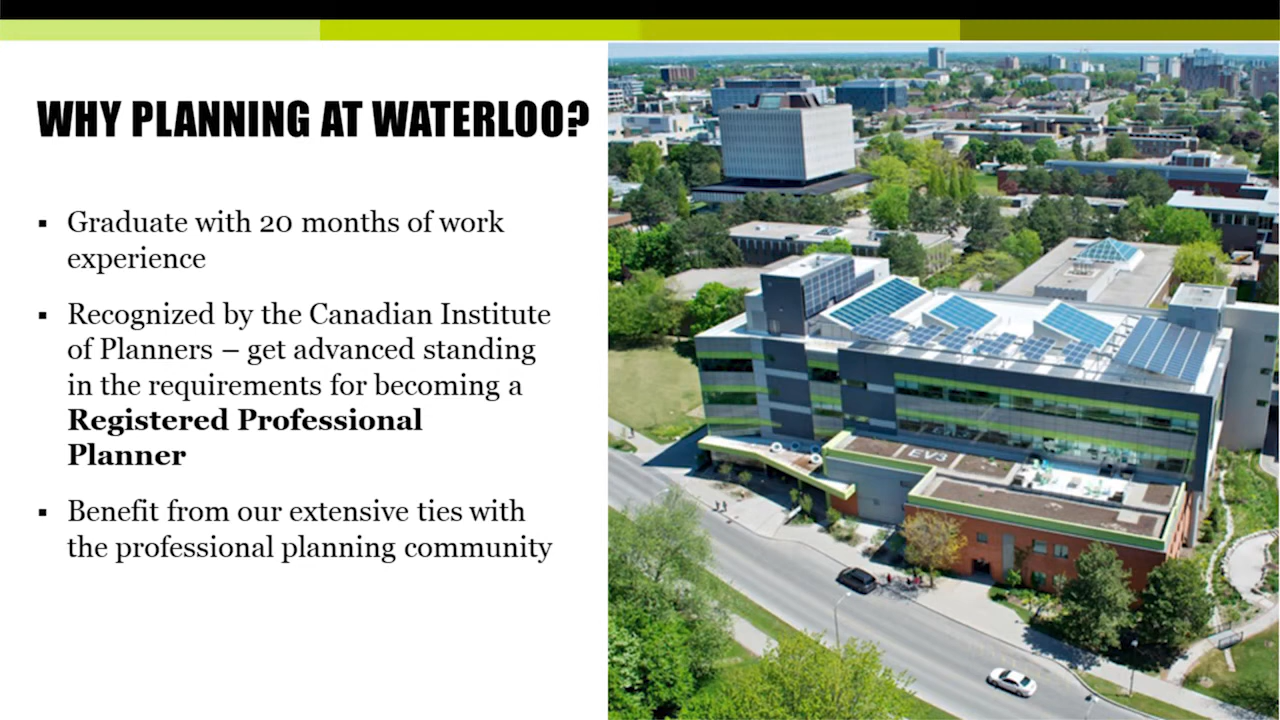 WHY PLANNING AT WATERLOO?
▪ Graduate with 20 months of work
experience
▪ Recognized by the Canadian Institute
of Planners – get advanced standing
in the requirements for becoming a
Registered Professional
Planner
▪ Benefit from our extensive ties with
the professional planning community
EV3